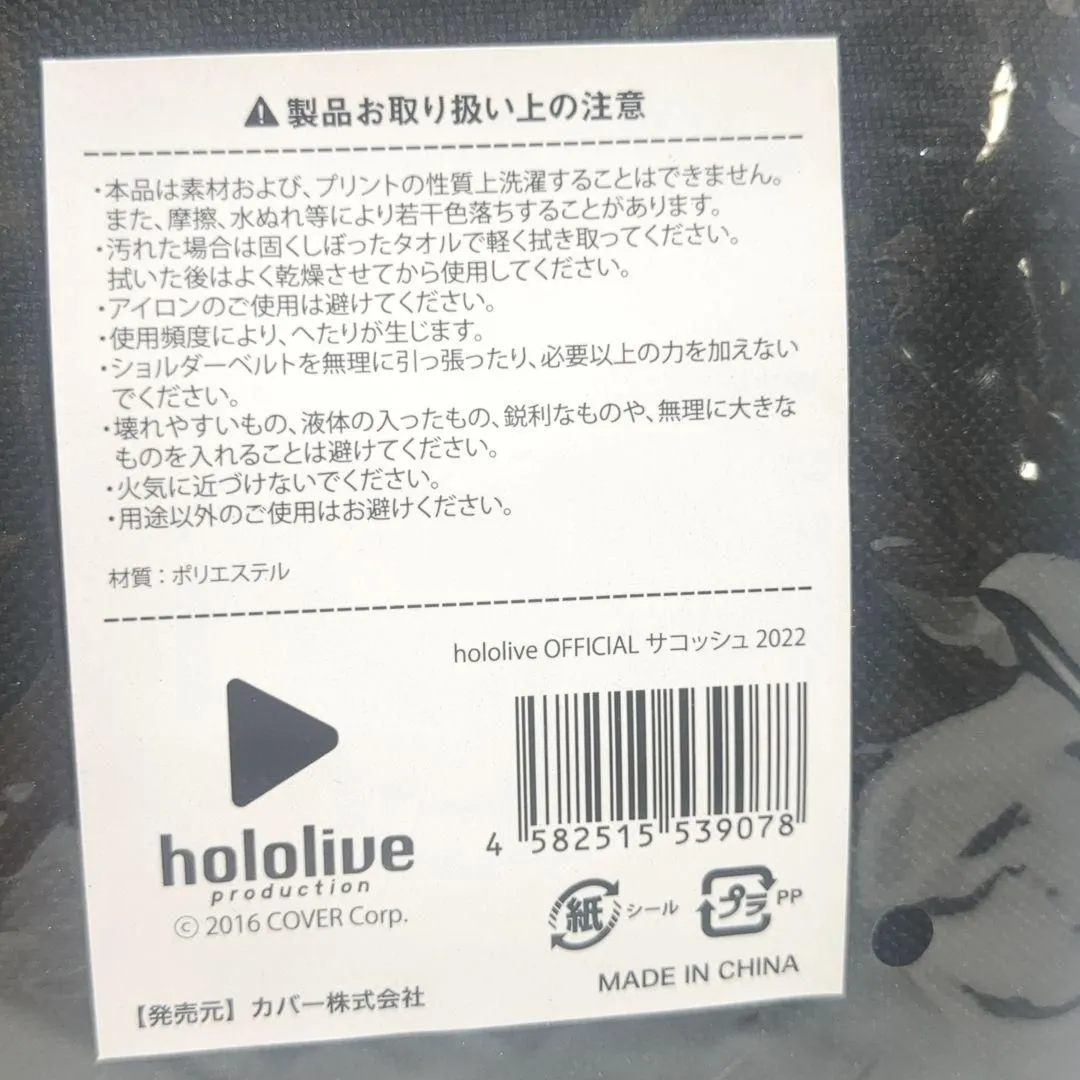 ⚠製品お取り扱い上の注意
・本品は素材および、プリントの性質上洗濯することはできません。
また、摩擦、水ぬれ等により若干色落ちすることがあります。
・汚れた場合は固くしぼったタオルで軽く拭き取ってください。
拭いた後はよく乾燥させてから使用してください。
・アイロンのご使用は避けてください。
・使用頻度により、へたりが生じます。
・ショルダーベルトを無理に引っ張ったり、必要以上の力を加えない
でください。
・壊れやすいもの、液体の入ったもの、鋭利なものや、無理に大きな
ものを入れることは避けてください。
・火気に近づけないでください。
・用途以外のご使用はお避けください。
材質：ポリエステル
hololive OFFICIAL サコッシュ 2022
4 582515 539078
hololive
production
© 2016 COVER Corp.
紙 シール
プラ PP
MADE IN CHINA
【発売元】カバー株式会社